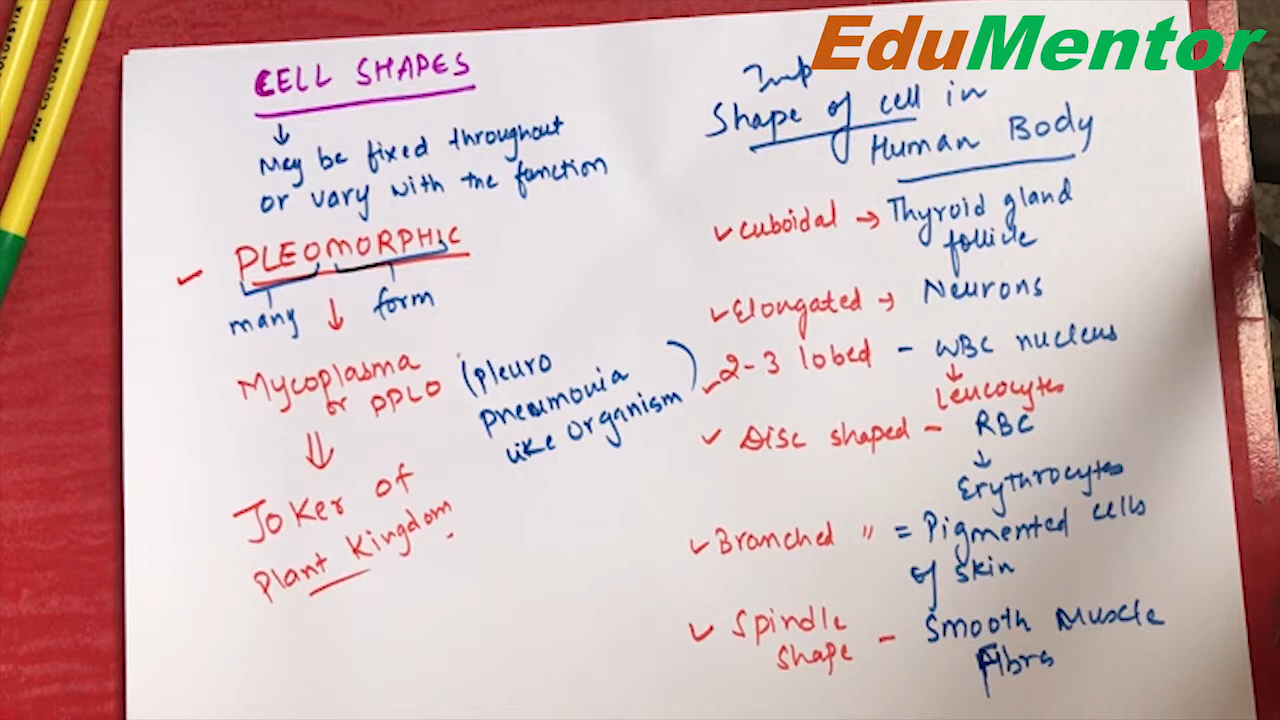 EduMentor
CELL SHAPES
↓
May be fixed throughout
or vary with the function
✓ PLEOMORPHIC
many ↓ form
Mycoplasma
or PPLO (pleuro
pneumonia
like organism)
⇓
Joker of
Plant Kingdom.
Imp
Shape of cell in
Human Body
✓ Cuboidal → Thyroid gland
follicle
✓ Elongated → Neurons
✓ 2-3 lobed - WBC nucleus
↓
Leucocytes
✓ Disc shaped - RBC
↓
Erythrocytes
✓ Branched " = Pigmented cells
of skin
✓ Spindle
shape - Smooth Muscle
Fibrs